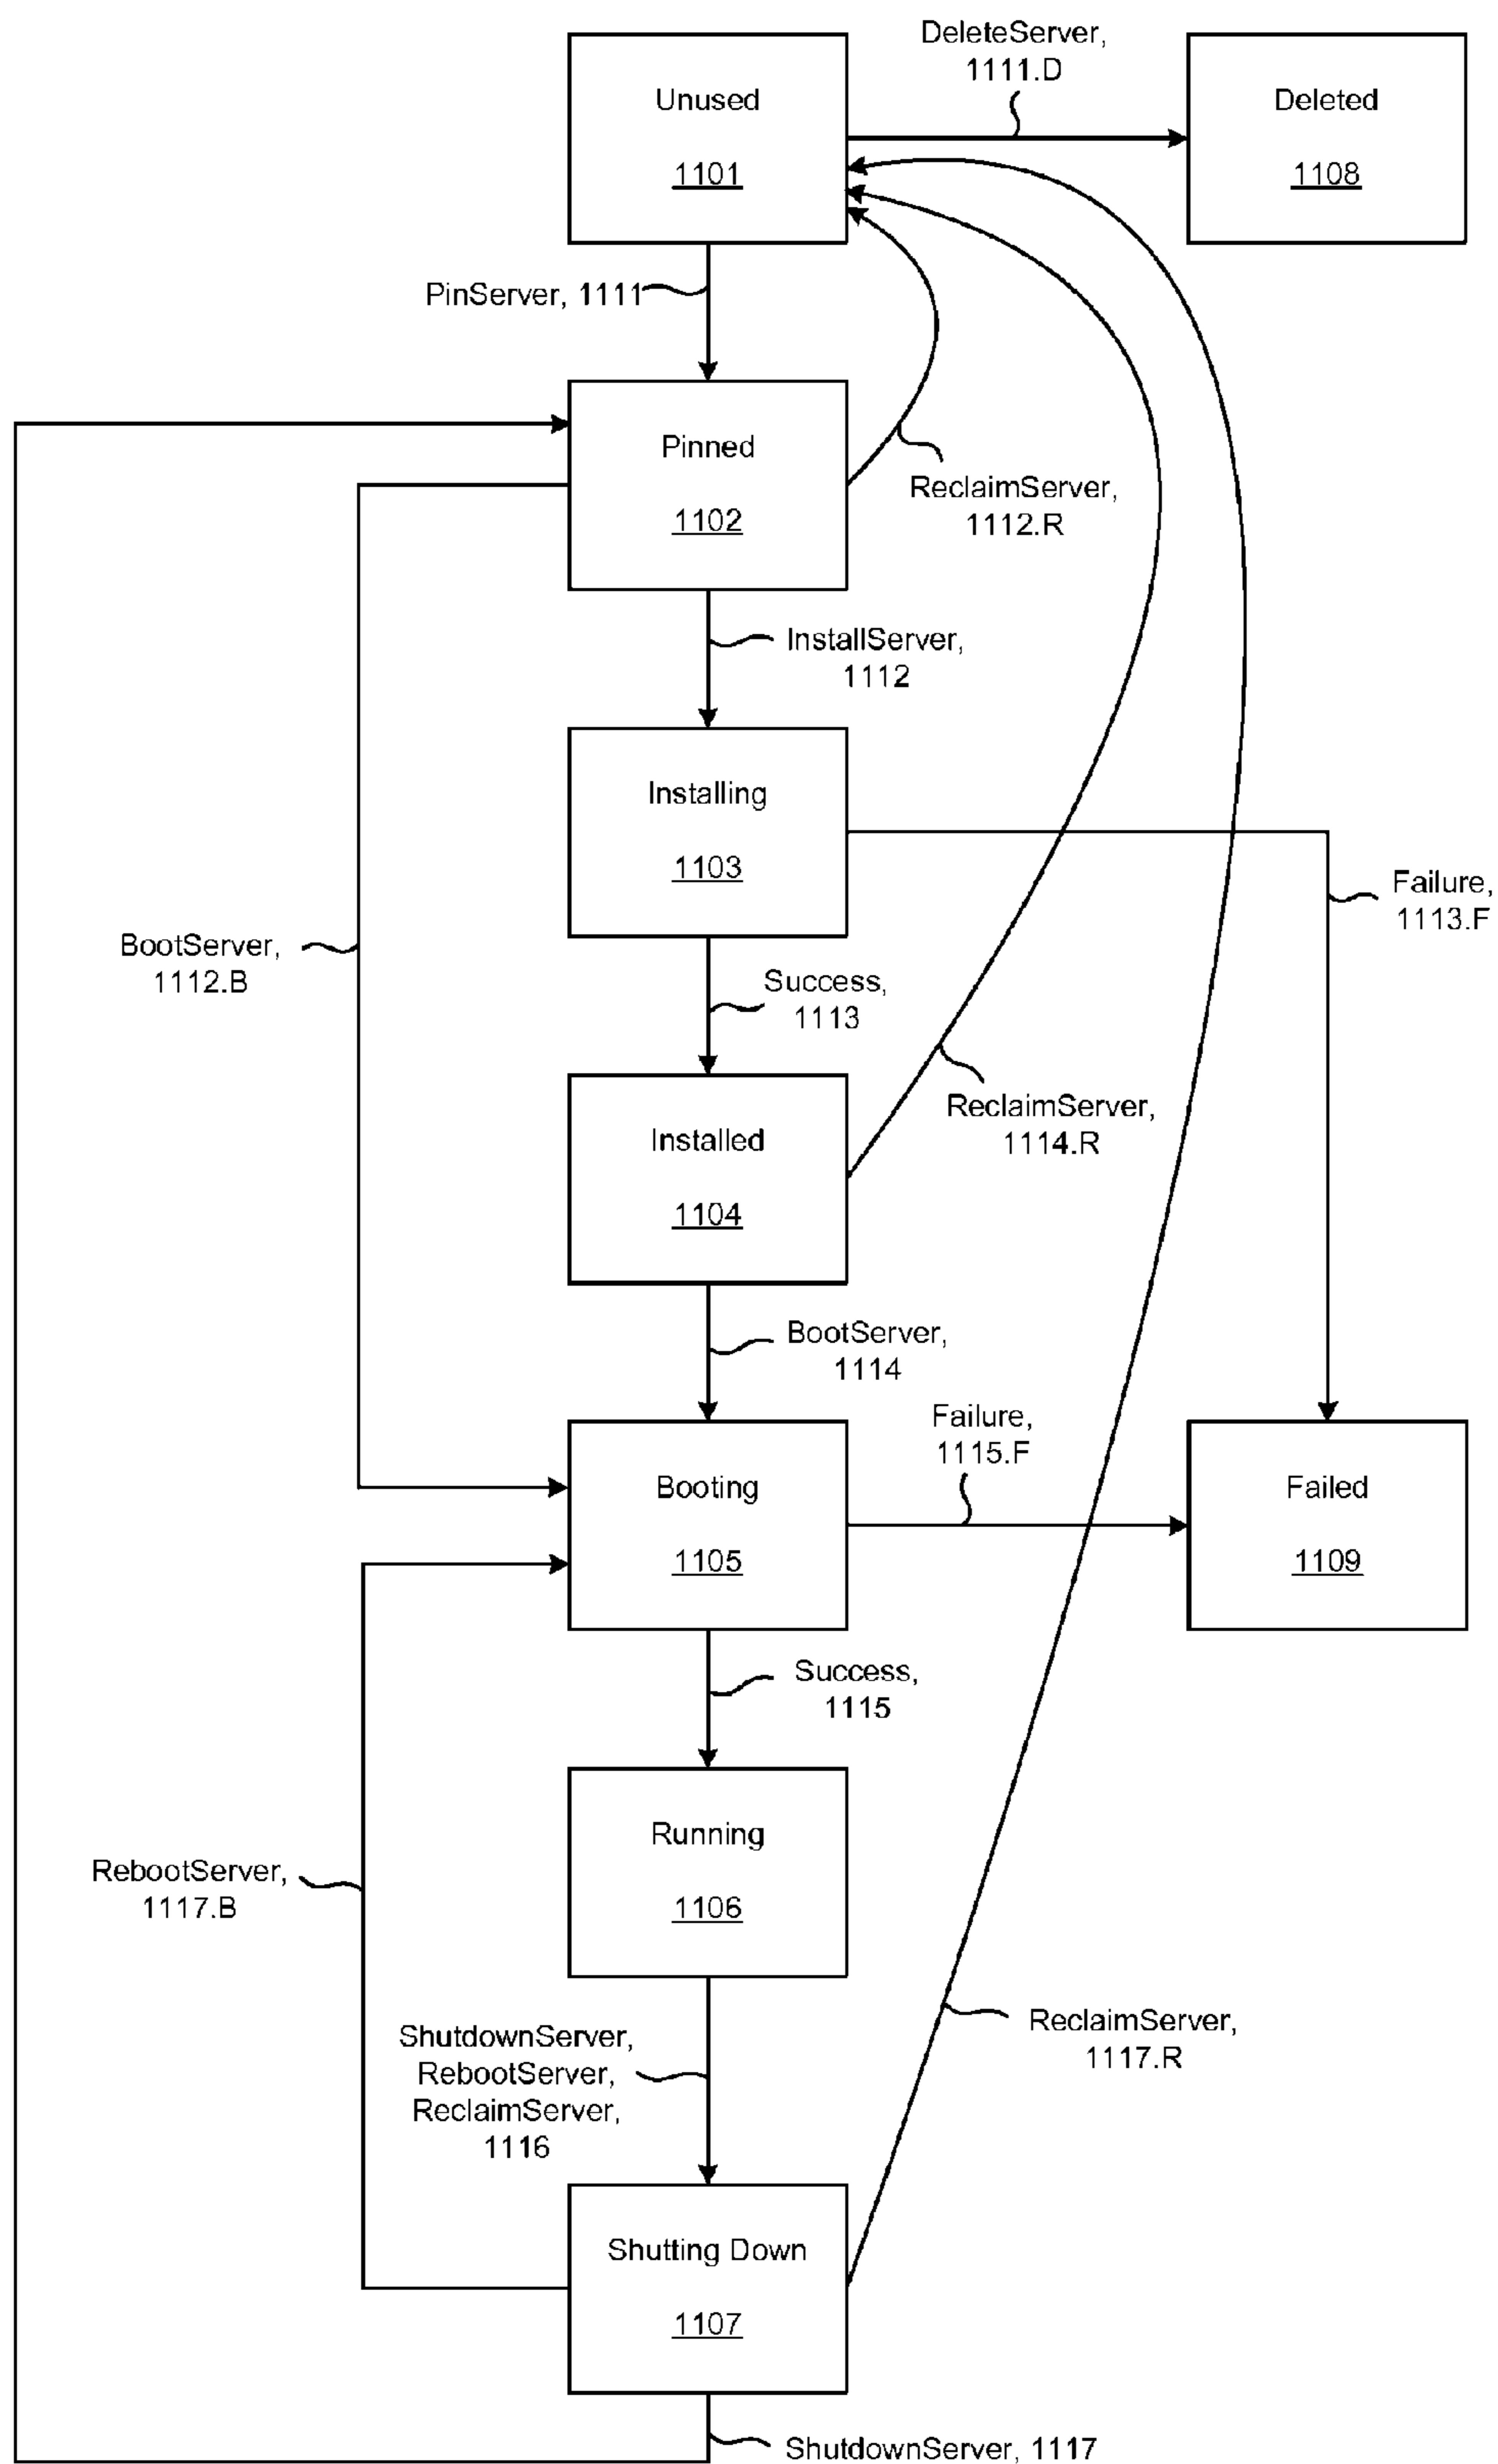 DeleteServer,
1111.D
Unused
1101
Deleted
1108
PinServer, 1111
Pinned
1102
ReclaimServer,
1112.R
InstallServer,
1112
Installing
1103
Failure,
1113.F
BootServer,
1112.B
Success,
1113
ReclaimServer,
1114.R
Installed
1104
BootServer,
1114
Failure,
1115.F
Booting
1105
Failed
1109
Success,
1115
Running
1106
RebootServer,
1117.B
ReclaimServer,
1117.R
ShutdownServer,
RebootServer,
ReclaimServer,
1116
Shutting Down
1107
ShutdownServer, 1117